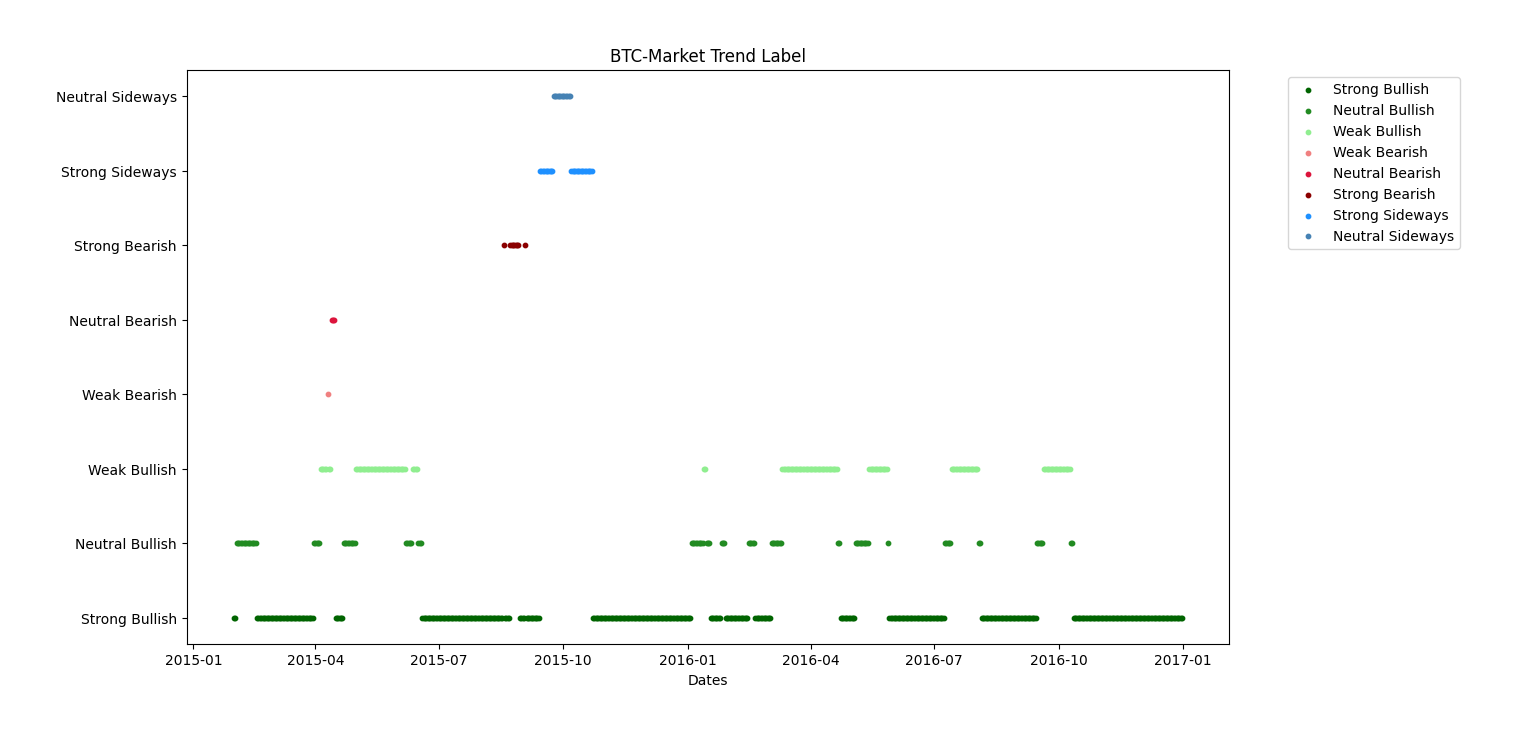 BTC-Market Trend Label
Neutral Sideways
Strong Sideways
Strong Bearish
Neutral Bearish
Weak Bearish
Weak Bullish
Neutral Bullish
Strong Bullish
2015-01 2015-04 2015-07 2015-10 2016-01 2016-04 2016-07 2016-10 2017-01
Dates
Strong Bullish
Neutral Bullish
Weak Bullish
Weak Bearish
Neutral Bearish
Strong Bearish
Strong Sideways
Neutral Sideways